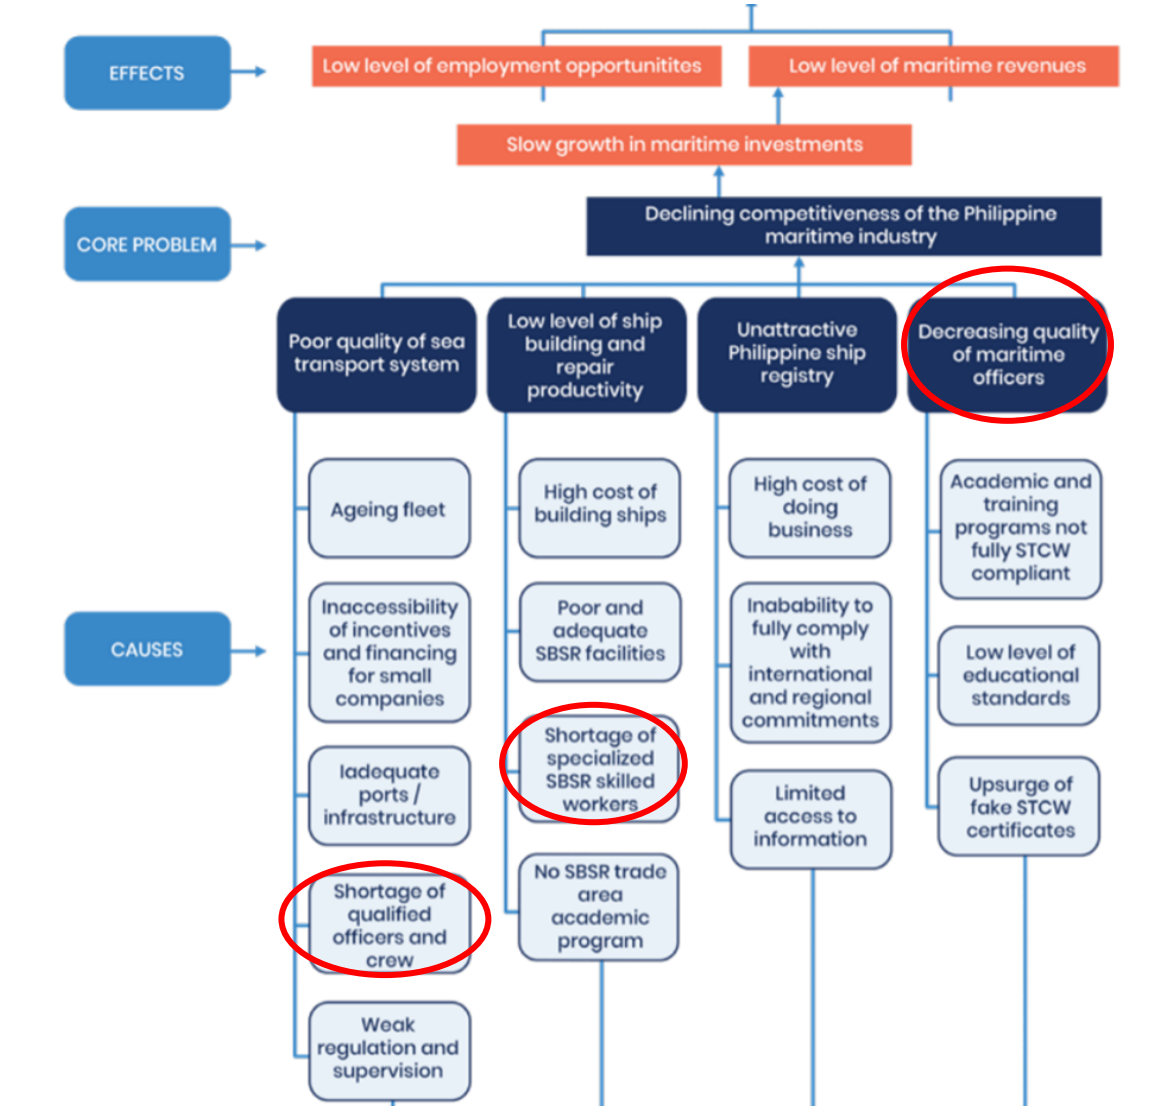 EFFECTS
Low level of employment opportunitites
Low level of maritime revenues
Slow growth in maritime investments
CORE PROBLEM
Declining competitiveness of the Philippine
maritime industry
Poor quality of sea
transport system
Low level of ship
building and
repair
productivity
Unattractive
Philippine ship
registry
Decreasing quality
of maritime
officers
CAUSES
Ageing fleet
Inaccessibility
of incentives
and financing
for small
companies
Iadequate
ports /
infrastructure
Shortage of
qualified
officers and
crew
Weak
regulation and
supervision
High cost of
building ships
Poor and
adequate
SBSR facilities
Shortage of
specialized
SBSR skilled
workers
No SBSR trade
area
academic
program
High cost of
doing
business
Inabability to
fully comply
with
international
and regional
commitments
Limited
access to
information
Academic and
training
programs not
fully STCW
compliant
Low level of
educational
standards
Upsurge of
fake STCW
certificates